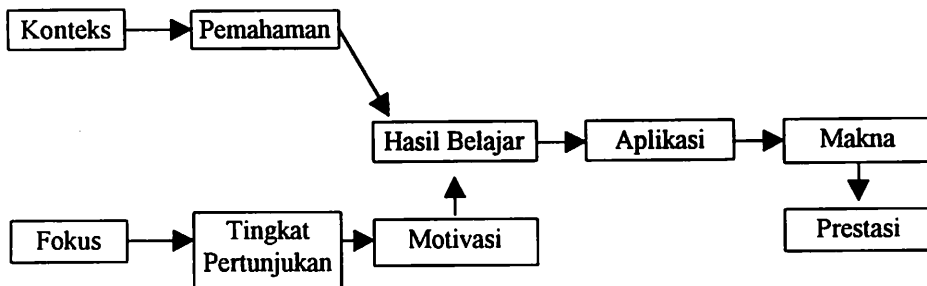 Konteks
Pemahaman
Hasil Belajar
Aplikasi
Makna
Prestasi
Fokus
Tingkat
Pertunjukan
Motivasi